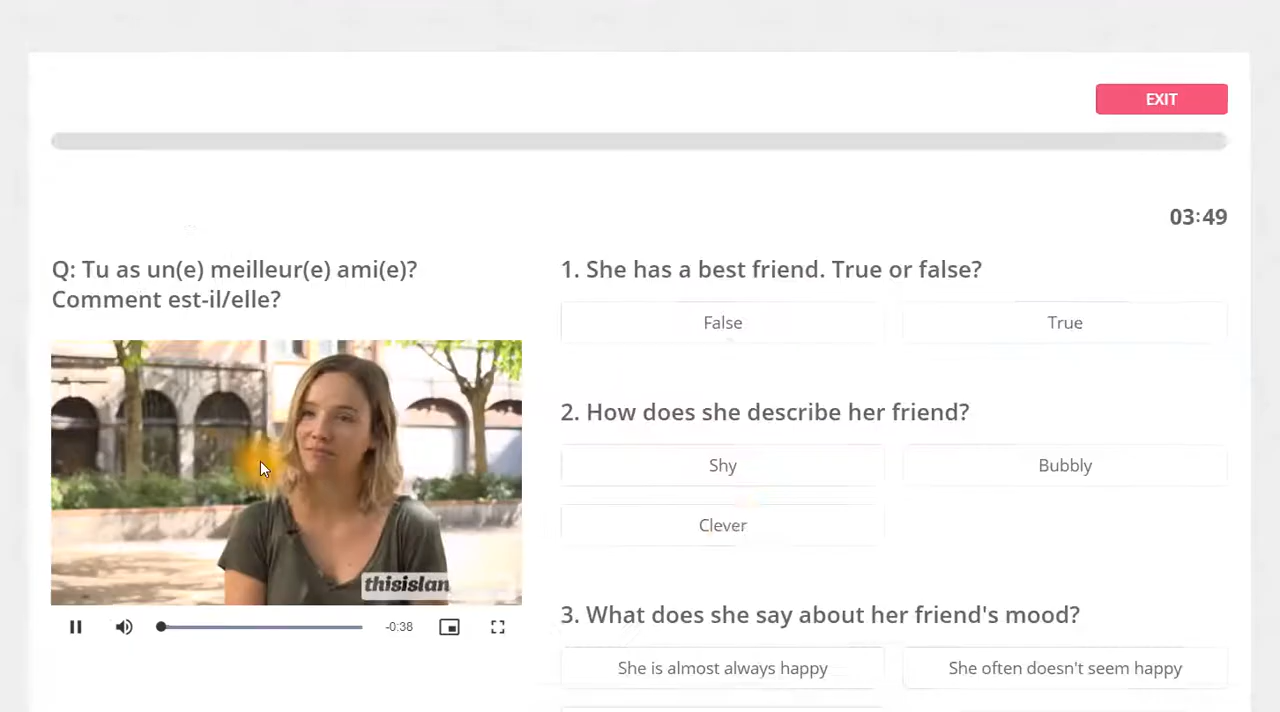 EXIT
03:49
Q: Tu as un(e) meilleur(e) ami(e)?
Comment est-il/elle?
thisislan
-0:38
1. She has a best friend. True or false?
False
True
2. How does she describe her friend?
Shy
Bubbly
Clever
3. What does she say about her friend's mood?
She is almost always happy
She often doesn't seem happy